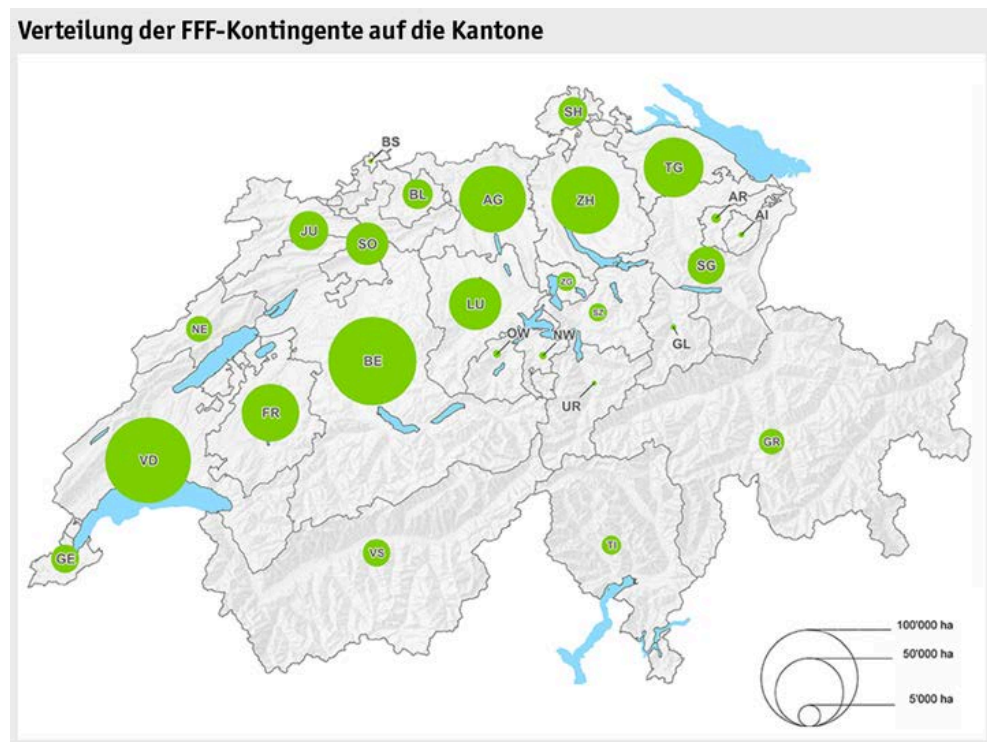 Verteilung der FFF-Kontingente auf die Kantone
SH
BS
TG
BL
AG
ZH
AR
AI
JU
SO
SG
ZG
LU
SZ
NE
OW
NW
GL
BE
UR
FR
GR
VD
VS
TI
GE
100'000 ha
50'000 ha
5'000 ha